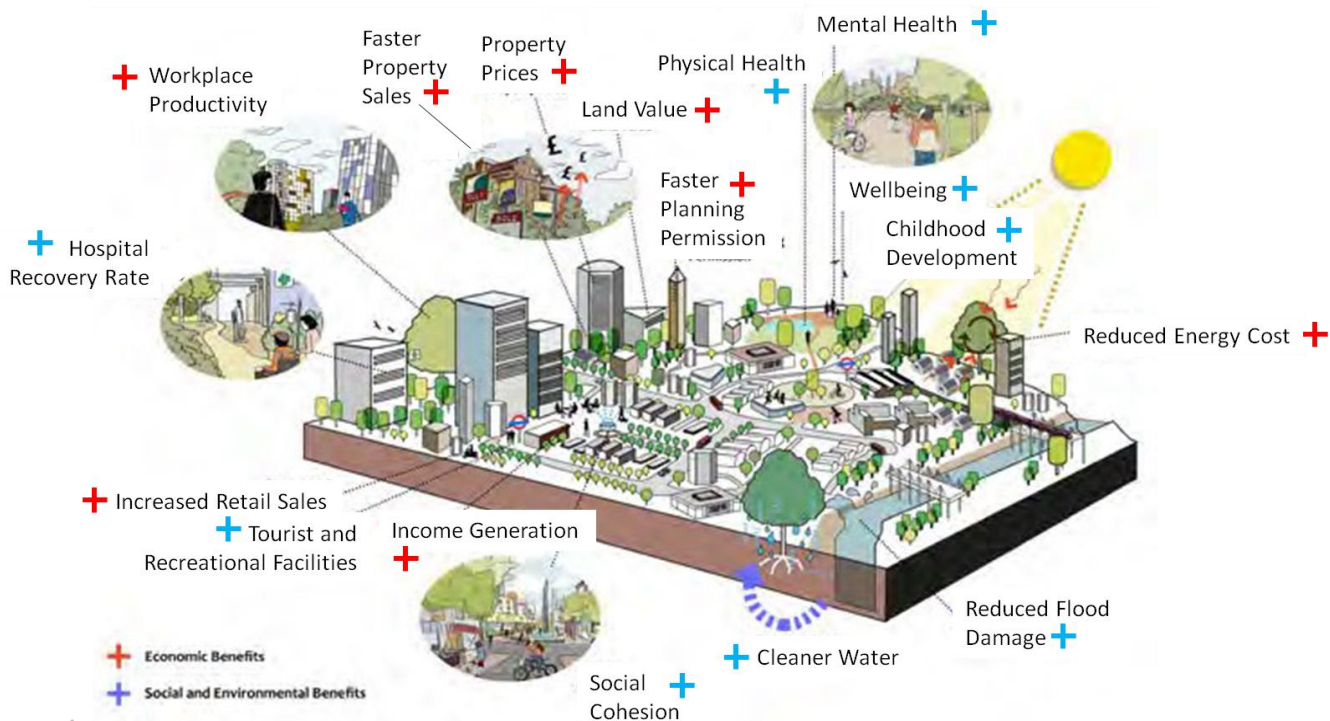 Mental Health
Physical Health
Faster
Property
Sales
Property
Prices
Workplace
Productivity
Land Value
Faster
Planning
Permission
Wellbeing
Childhood
Development
Hospital
Recovery Rate
££
£
Reduced Energy Cost
Increased Retail Sales
Tourist and
Recreational Facilities
Income Generation
Reduced Flood
Damage
Cleaner Water
Social
Cohesion
Economic Benefits
Social and Environmental Benefits